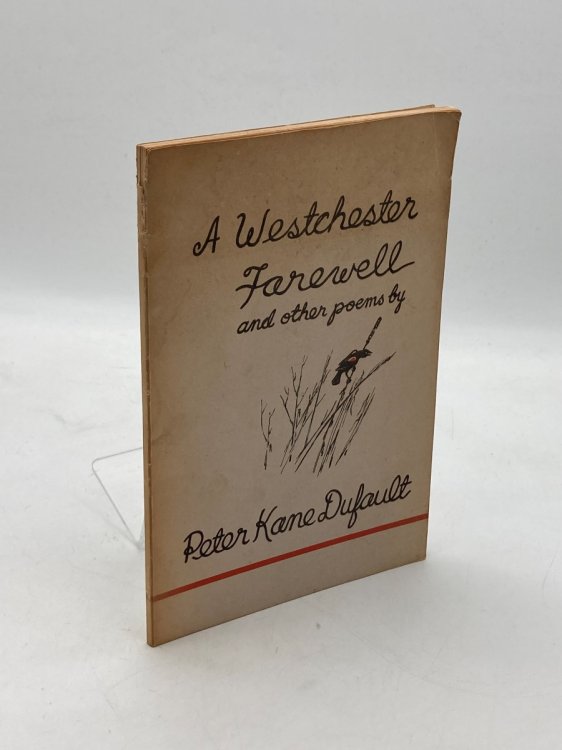 A Westchester
Farewell
and other poems by
Peter Kane Dufault